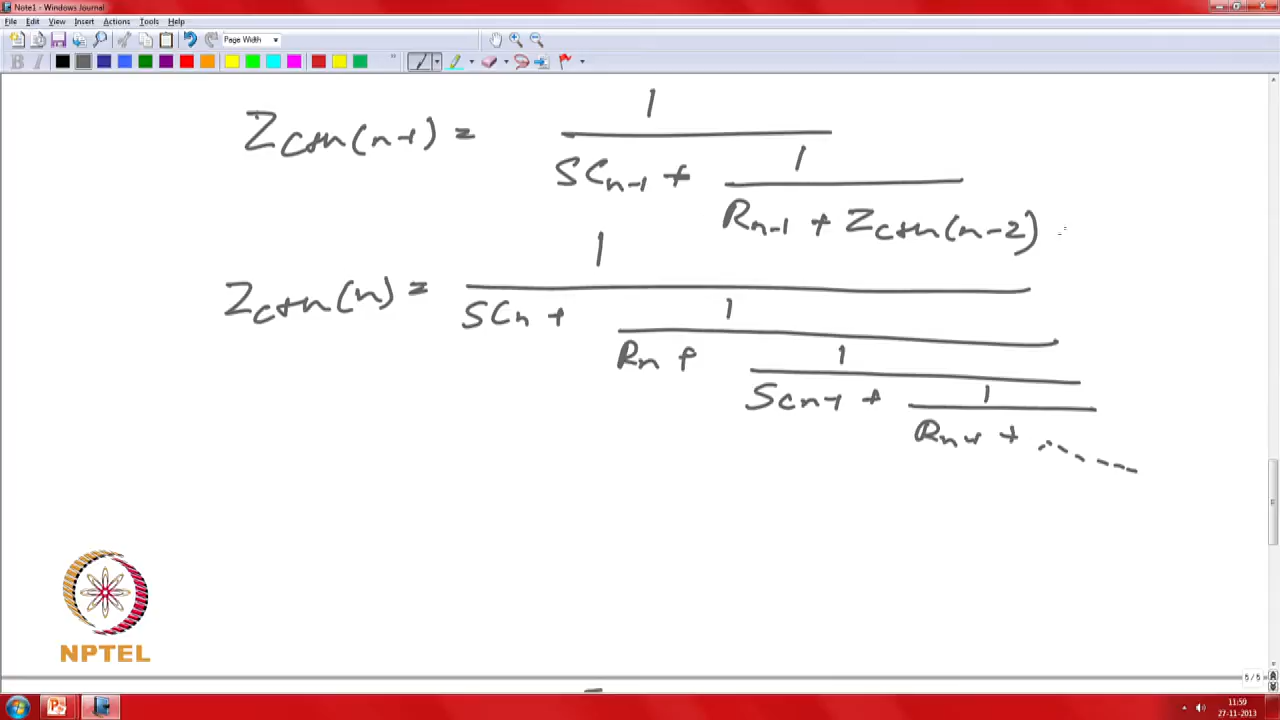 Note1 - Windows Journal
File Edit View Insert Actions Tools Help
Page Width
B I
Zcth(n-1) = 1
SCn-1 + 1
Rn-1 + Zcth(n-2)
Zcth(n) = 1
SCn + 1
Rn + 1
SCn-1 + 1
Rn-1 + ......
NPTEL
5 / 5
11:59
27-11-2013